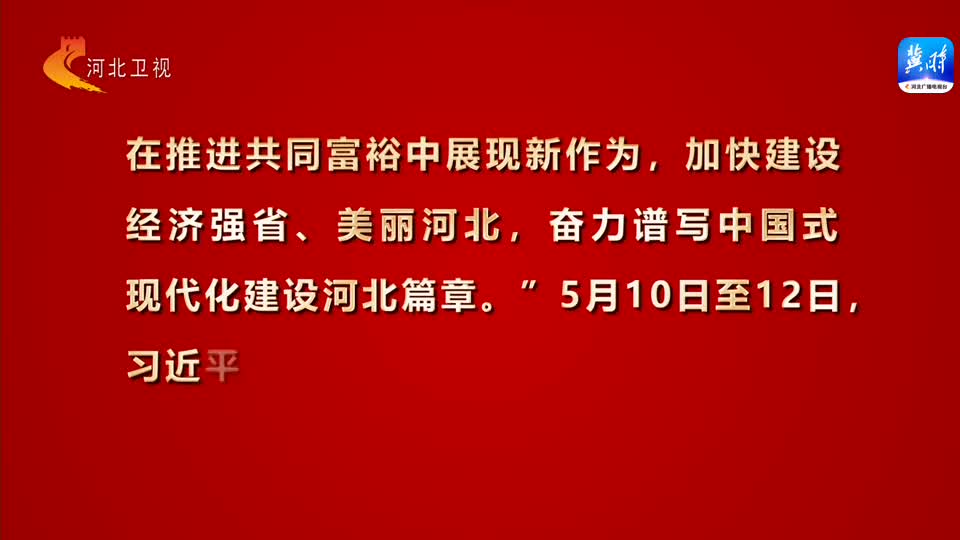 河北卫视
冀时
河北广播电视台
在推进共同富裕中展现新作为，加快建设
经济强省、美丽河北，奋力谱写中国式
现代化建设河北篇章。”5月10日至12日，
习近平